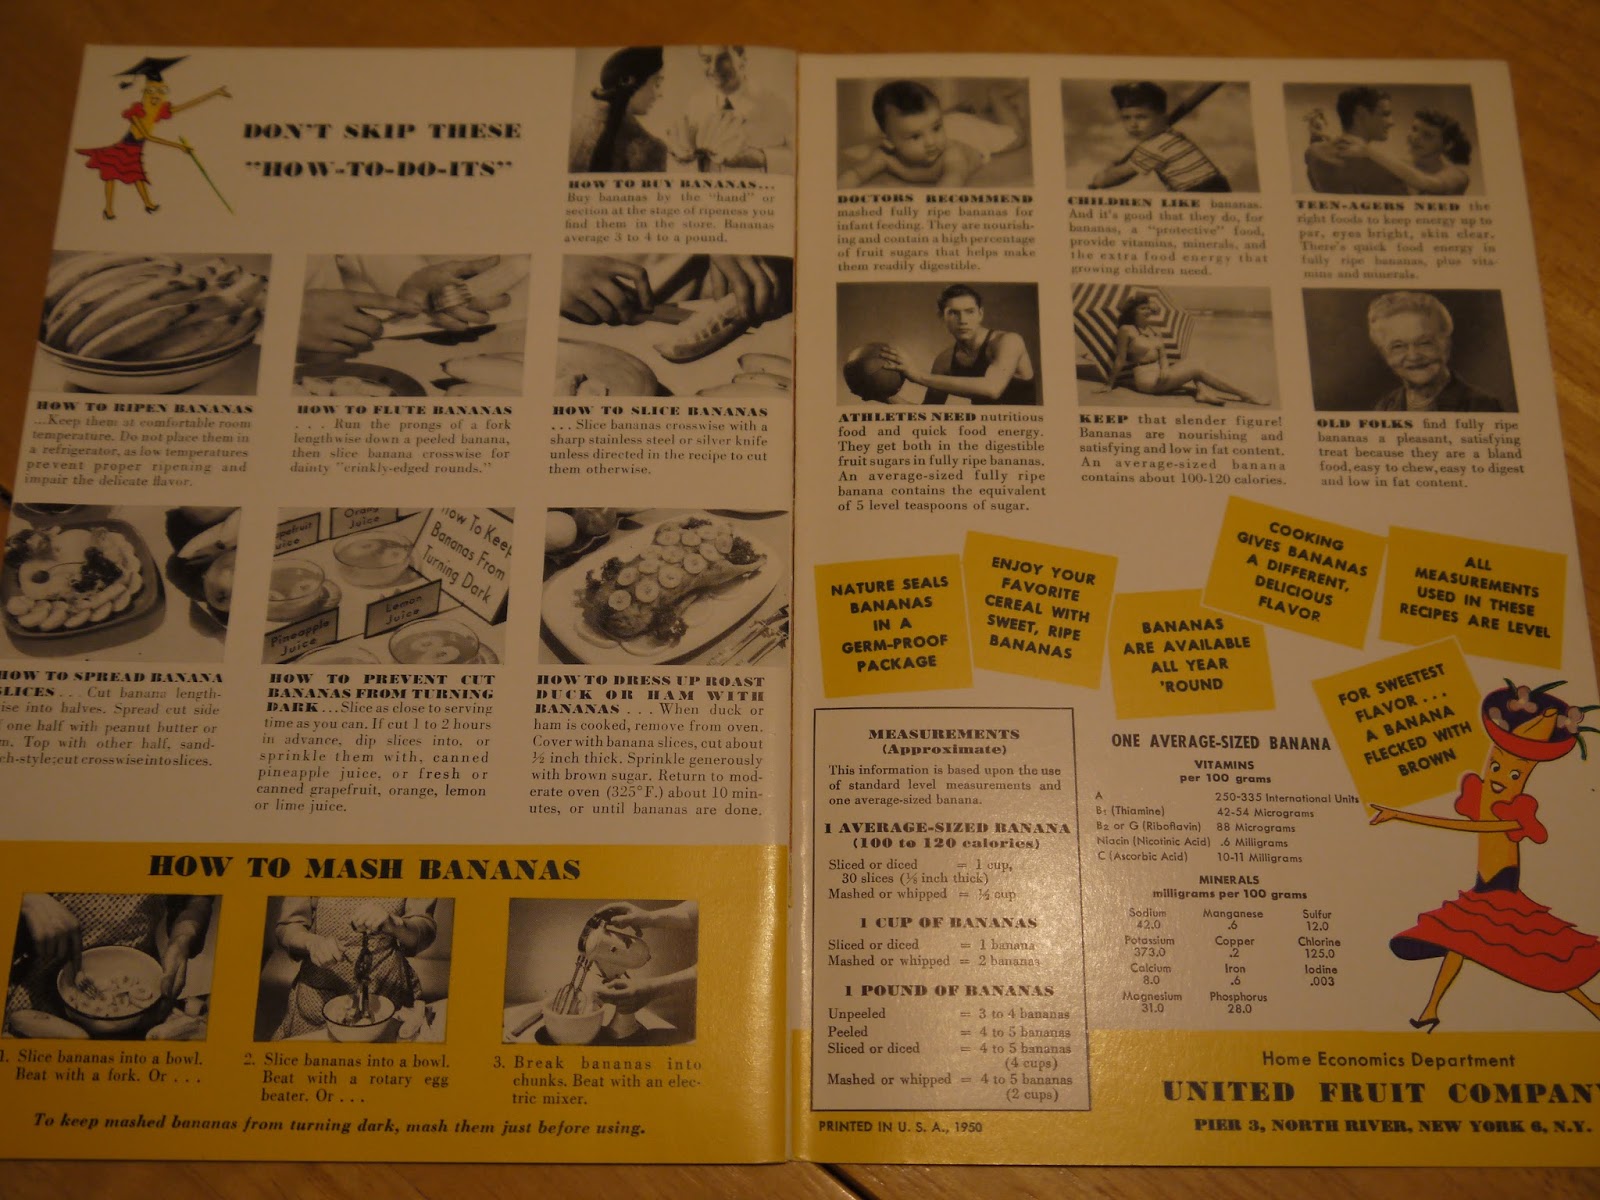 DON'T SKIP THESE
"HOW-TO-DO-ITS"
HOW TO BUY BANANAS...
Buy bananas by the "hand" or
section at the stage of ripeness you
find them in the store. Bananas
average 3 to 4 to a pound.
HOW TO RIPEN BANANAS
...Keep them at comfortable room
temperature. Do not place them in
a refrigerator, as low temperatures
prevent proper ripening and
impair the delicate flavor.
HOW TO FLUTE BANANAS
. . . Run the prongs of a fork
lengthwise down a peeled banana,
then slice banana crosswise for
dainty "crinkly-edged rounds."
HOW TO SLICE BANANAS
... Slice bananas crosswise with a
sharp stainless steel or silver knife
unless directed in the recipe to cut
them otherwise.
Juice
Orange
Juice
Pineapple
Juice
Lemon
Juice
How To Keep
Bananas From
Turning Dark
HOW TO SPREAD BANANA
SLICES . . . Cut banana length-
ise into halves. Spread cut side
one half with peanut butter or
m. Top with other half, sand-
ch-style; cut crosswise into slices.
HOW TO PREVENT CUT
BANANAS FROM TURNING
DARK...Slice as close to serving
time as you can. If cut 1 to 2 hours
in advance, dip slices into, or
sprinkle them with, canned
pineapple juice, or fresh or
canned grapefruit, orange, lemon
or lime juice.
HOW TO DRESS UP ROAST
DUCK OR HAM WITH
BANANAS . . . When duck or
ham is cooked, remove from oven.
Cover with banana slices, cut about
½ inch thick. Sprinkle generously
with brown sugar. Return to mod-
erate oven (325°F.) about 10 min-
utes, or until bananas are done.
HOW TO MASH BANANAS
1. Slice bananas into a bowl.
Beat with a fork. Or . . .
2. Slice bananas into a bowl.
Beat with a rotary egg
beater. Or . . .
3. Break bananas into
chunks. Beat with an elec-
tric mixer.
To keep mashed bananas from turning dark, mash them just before using.
DOCTORS RECOMMEND
mashed fully ripe bananas for
infant feeding. They are nourish-
ing and contain a high percentage
of fruit sugars that helps make
them readily digestible.
CHILDREN LIKE bananas.
And it's good that they do, for
bananas, a "protective" food,
provide vitamins, minerals, and
the extra food energy that
growing children need.
TEEN-AGERS NEED the
right foods to keep energy up to
par, eyes bright, skin clear.
There's quick food energy in
fully ripe bananas, plus vita-
mins and minerals.
ATHLETES NEED nutritious
food and quick food energy.
They get both in the digestible
fruit sugars in fully ripe bananas.
An average-sized fully ripe
banana contains the equivalent
of 5 level teaspoons of sugar.
KEEP that slender figure!
Bananas are nourishing and
satisfying and low in fat content.
An average-sized banana
contains about 100-120 calories.
OLD FOLKS find fully ripe
bananas a pleasant, satisfying
treat because they are a bland
food, easy to chew, easy to digest
and low in fat content.
NATURE SEALS
BANANAS
IN A
GERM-PROOF
PACKAGE
ENJOY YOUR
FAVORITE
CEREAL WITH
SWEET, RIPE
BANANAS
BANANAS
ARE AVAILABLE
ALL YEAR
'ROUND
COOKING
GIVES BANANAS
A DIFFERENT,
DELICIOUS
FLAVOR
ALL
MEASUREMENTS
USED IN THESE
RECIPES ARE LEVEL
FOR SWEETEST
FLAVOR . . .
A BANANA
FLECKED WITH
BROWN
MEASUREMENTS
(Approximate)
This information is based upon the use
of standard level measurements and
one average-sized banana.
1 AVERAGE-SIZED BANANA
(100 to 120 calories)
Sliced or diced = 1 cup,
30 slices (⅛ inch thick)
Mashed or whipped = ½ cup
1 CUP OF BANANAS
Sliced or diced = 1 banana
Mashed or whipped = 2 bananas
1 POUND OF BANANAS
Unpeeled = 3 to 4 bananas
Peeled = 4 to 5 bananas
Sliced or diced = 4 to 5 bananas
(4 cups)
Mashed or whipped = 4 to 5 bananas
(2 cups)
PRINTED IN U. S. A., 1950
ONE AVERAGE-SIZED BANANA
VITAMINS
per 100 grams
A 250-335 International Units
B₁ (Thiamine) 42-54 Micrograms
B₂ or G (Riboflavin) 88 Micrograms
Niacin (Nicotinic Acid) .6 Milligrams
C (Ascorbic Acid) 10-11 Milligrams
MINERALS
milligrams per 100 grams
Sodium Manganese Sulfur
42.0 .6 12.0
Potassium Copper Chlorine
373.0 .2 125.0
Calcium Iron Iodine
8.0 .6 .003
Magnesium Phosphorus
31.0 28.0
Home Economics Department
UNITED FRUIT COMPANY
PIER 3, NORTH RIVER, NEW YORK 6, N.Y.